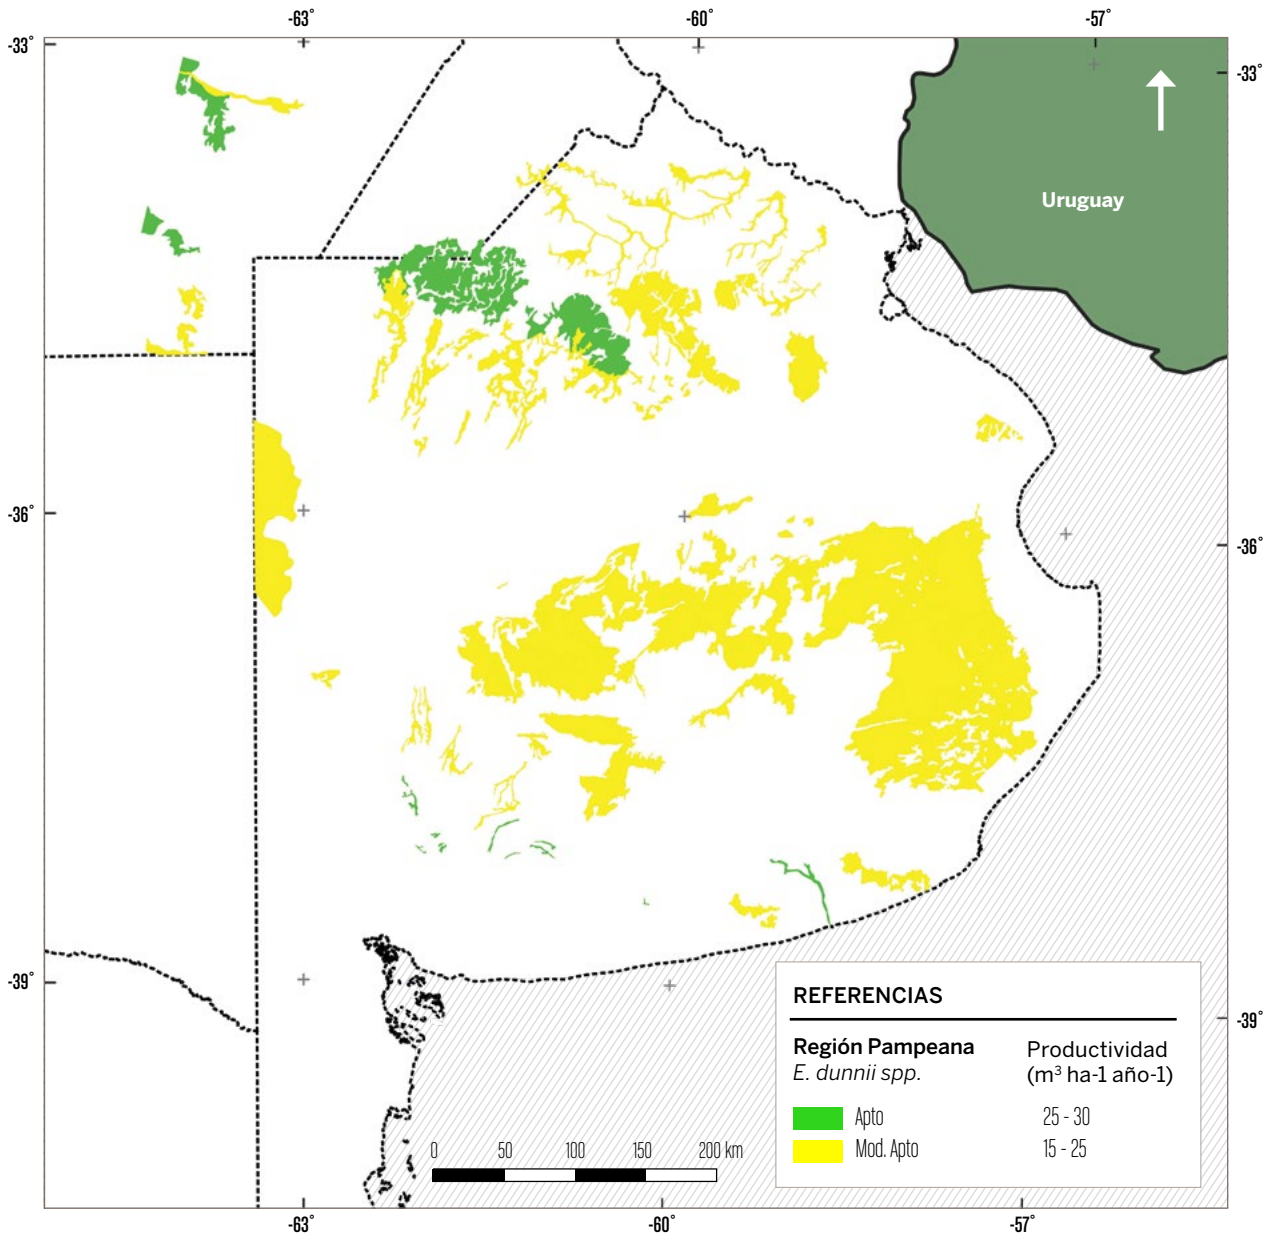 -63°
-60°
-57°
-33°
-33°
Uruguay
-36°
-36°
-39°
-39°
REFERENCIAS
Región Pampeana
E. dunnii spp.
Productividad
(m³ ha-1 año-1)
Apto
25 - 30
Mod. Apto
15 - 25
0
50
100
150
200 km
-63°
-60°
-57°